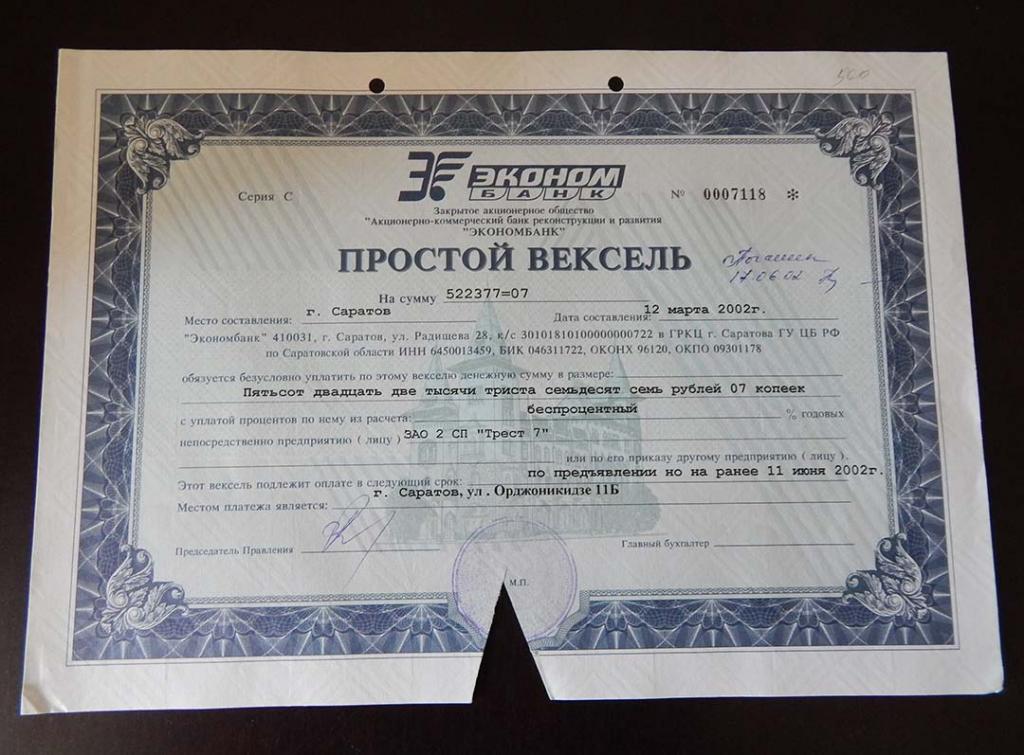 500
ЭКОНОМ
БАНК
Серия С
№ 0007118 *
Закрытое акционерное общество
"Акционерно-коммерческий банк реконструкции и развития
"ЭКОНОМБАНК"
ПРОСТОЙ ВЕКСЕЛЬ
Погашен
17.06.02
На сумму 522377=07
Место составления: г. Саратов Дата составления: 12 марта 2002г.
"Экономбанк" 410031, г. Саратов, ул. Радищева 28, к/с 30101810100000000722 в ГРКЦ г. Саратова ГУ ЦБ РФ
по Саратовской области ИНН 6450013459, БИК 046311722, ОКОНХ 96120, ОКПО 09301178
обязуется безусловно уплатить по этому векселю денежную сумму в размере:
Пятьсот двадцать две тысячи триста семьдесят семь рублей 07 копеек
с уплатой процентов по нему из расчета: беспроцентный % годовых
непосредственно предприятию ( лицу ) ЗАО 2 СП "Трест 7"
или по его приказу другому предприятию ( лицу ).
Этот вексель подлежит оплате в следующий срок: по предъявлении но на ранее 11 июня 2002г.
Местом платежа является: г. Саратов, ул. Орджоникидзе 11Б
Председатель Правления
Главный бухгалтер
М.П.